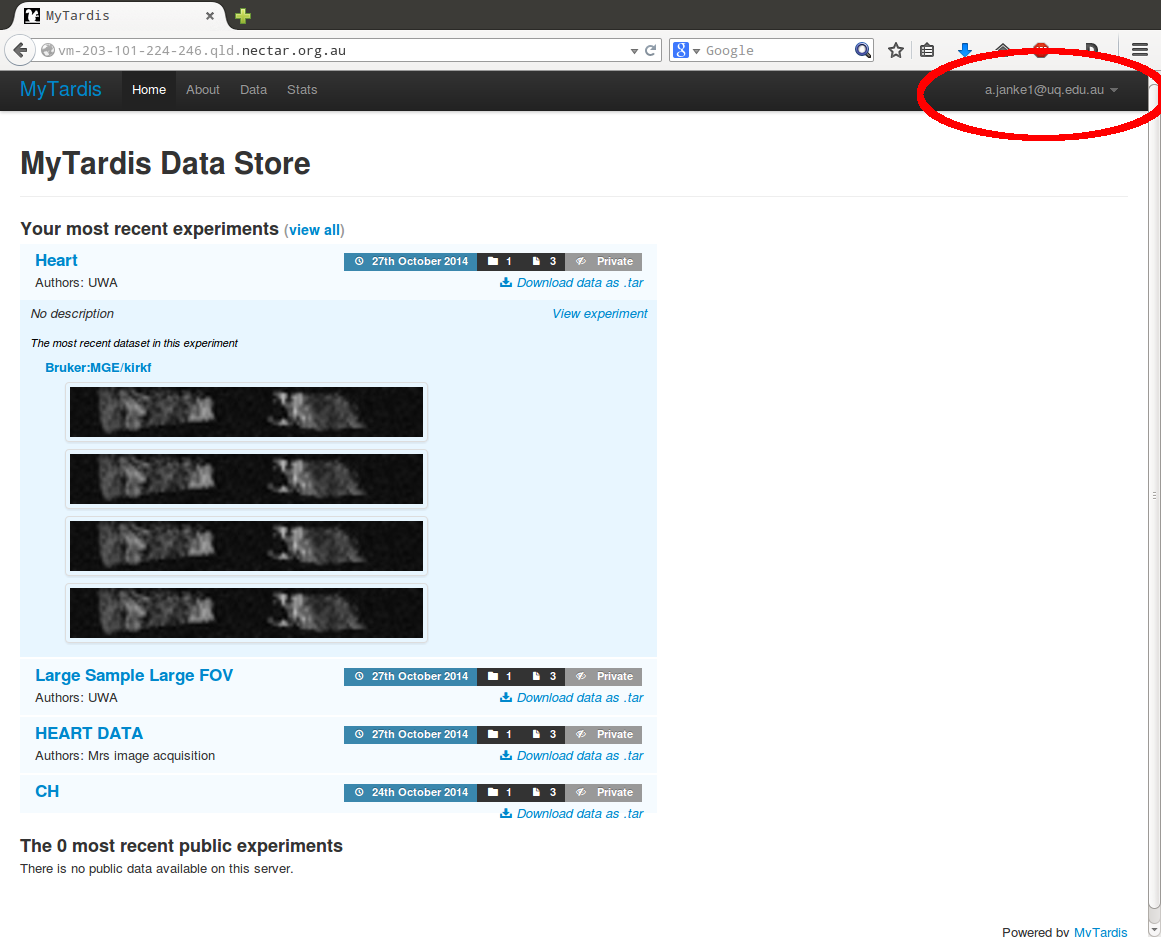 MyTardis
vm-203-101-224-246.qld.nectar.org.au
Google
MyTardis Home About Data Stats a.janke1@uq.edu.au
MyTardis Data Store
Your most recent experiments (view all)
Heart 27th October 2014 1 3 Private
Authors: UWA Download data as .tar
No description View experiment
The most recent dataset in this experiment
Bruker:MGE/kirkf
Large Sample Large FOV 27th October 2014 1 3 Private
Authors: UWA Download data as .tar
HEART DATA 27th October 2014 1 3 Private
Authors: Mrs image acquisition Download data as .tar
CH 24th October 2014 1 3 Private
Download data as .tar
The 0 most recent public experiments
There is no public data available on this server.
Powered by MyTardis